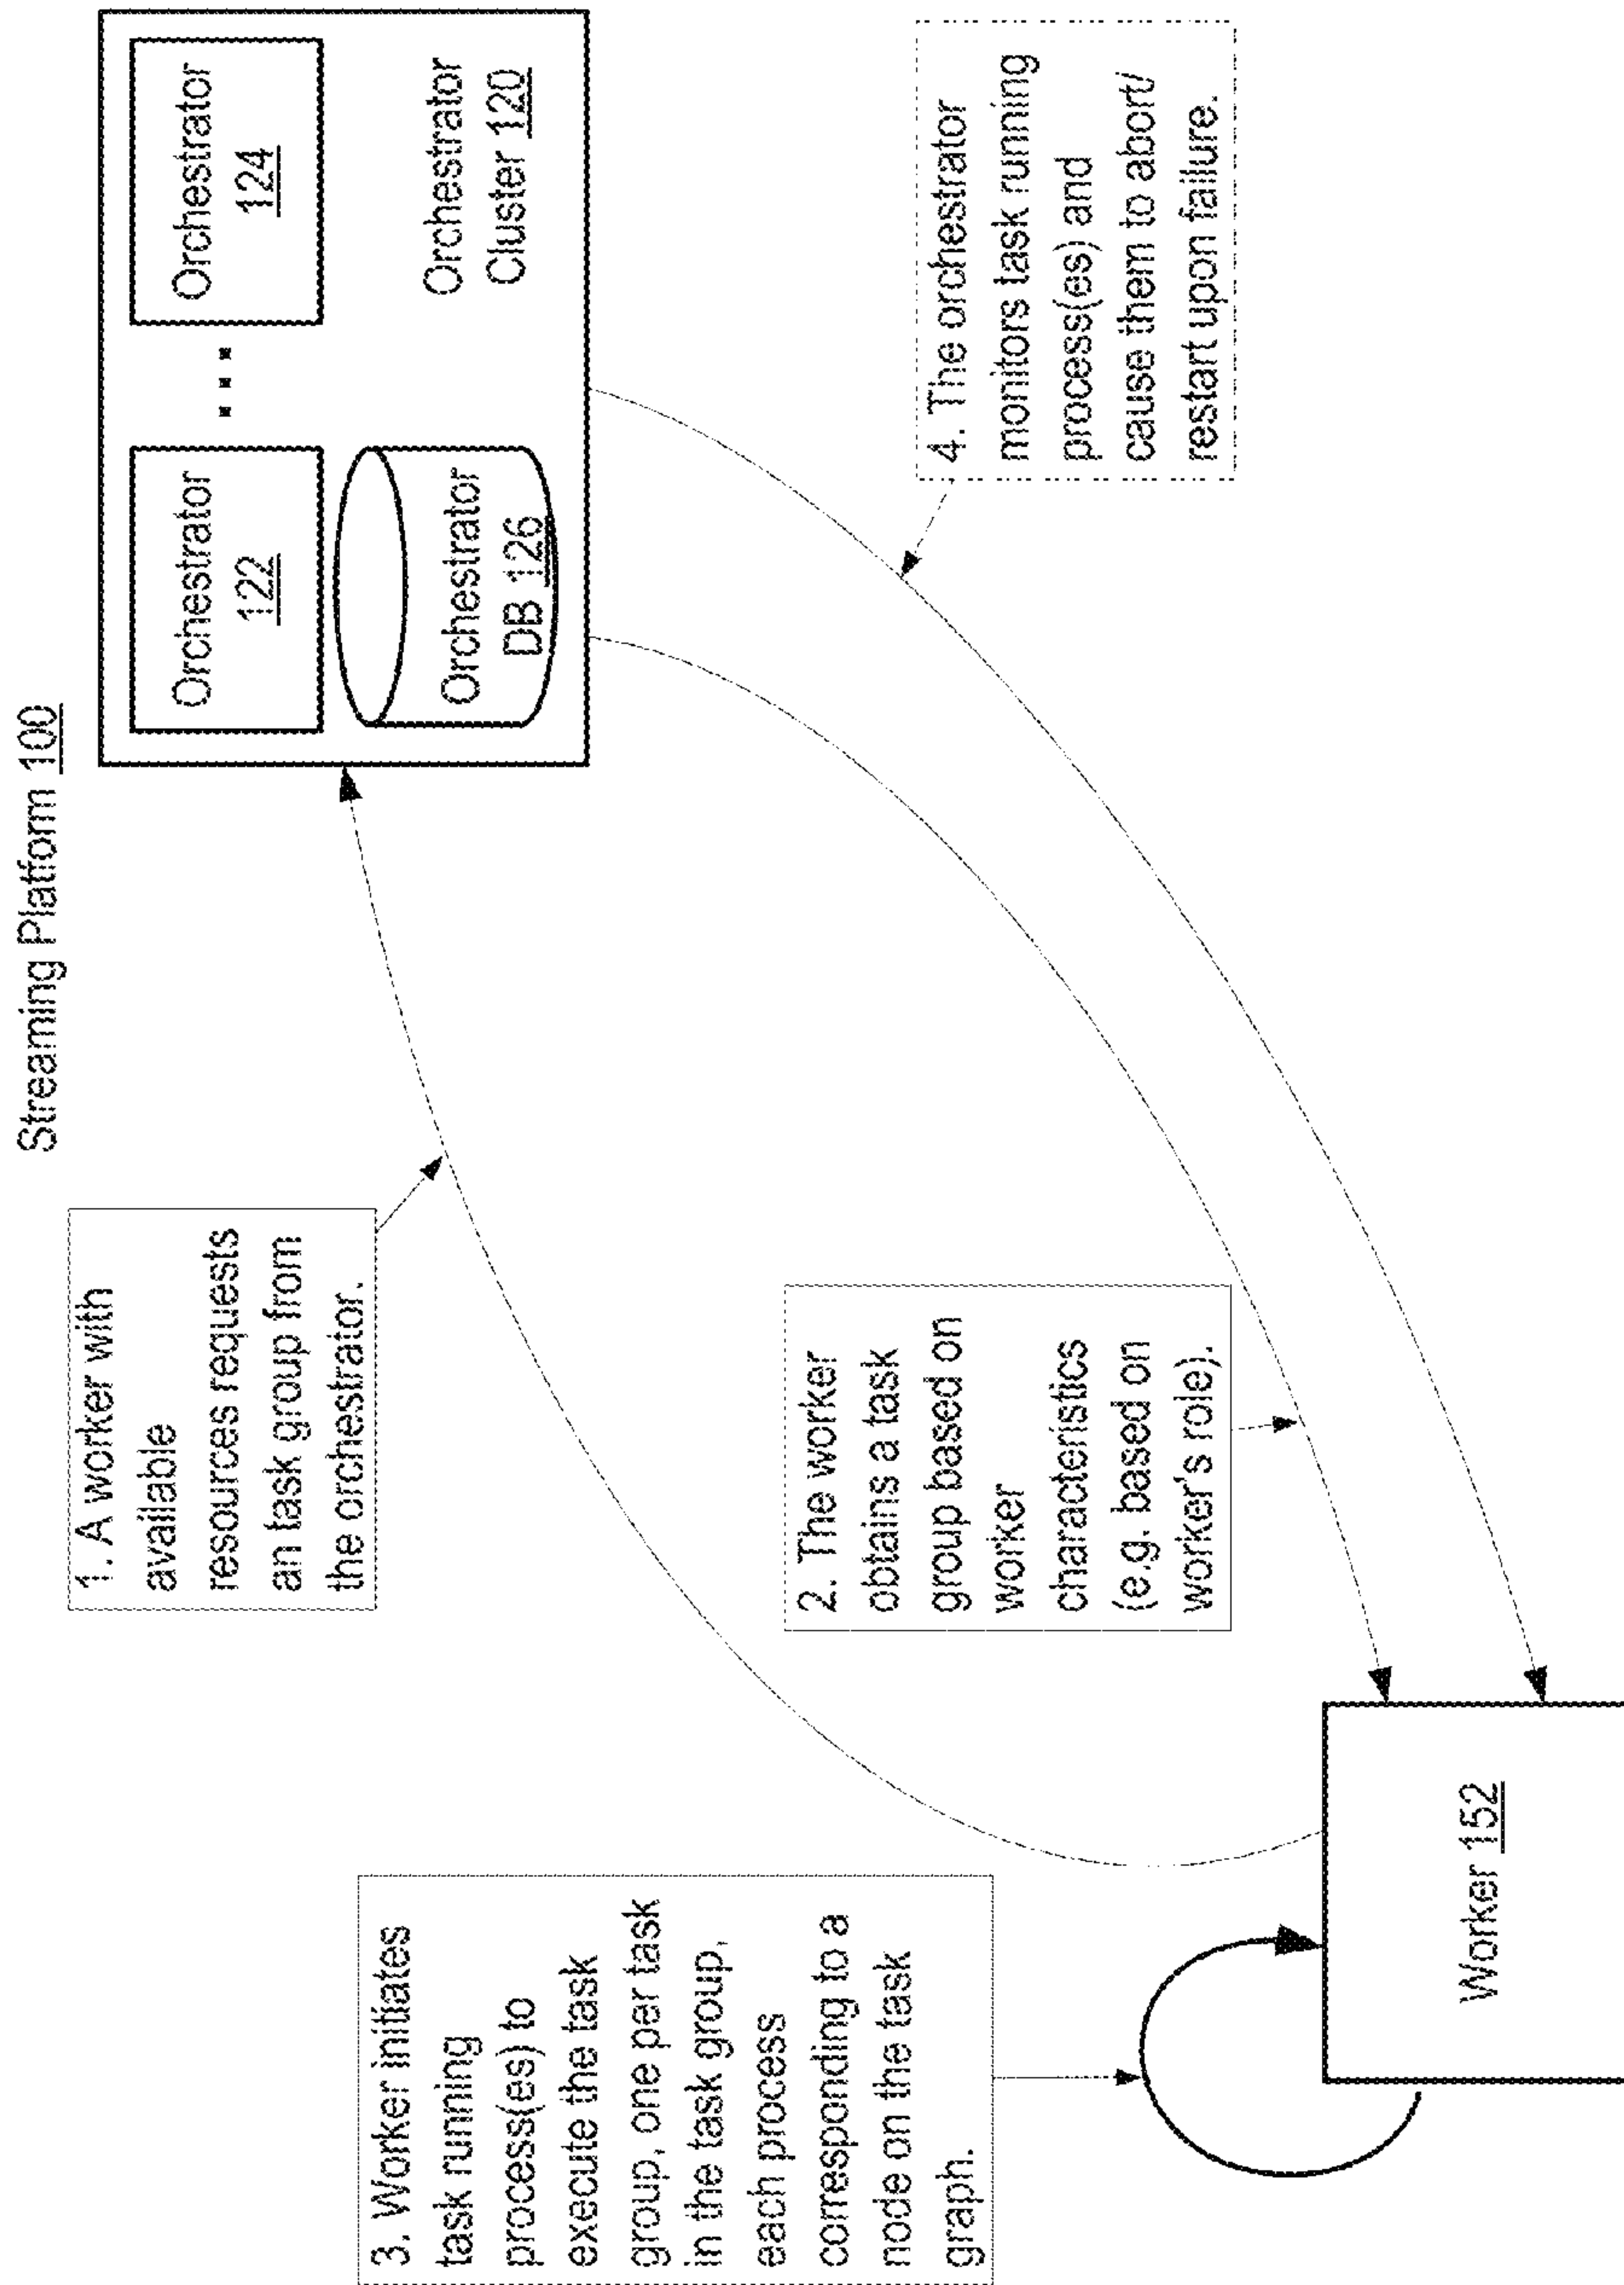 Streaming Platform 100
1. A worker with
available
resources requests
an task group from
the orchestrator.
Orchestrator
122
Orchestrator
124
Orchestrator
DB 126
Orchestrator
Cluster 120
3. Worker initiates
task running
process(es) to
execute the task
group, one per task
in the task group,
each process
corresponding to a
node on the task
graph.
2. The worker
obtains a task
group based on
worker
characteristics
(e.g. based on
worker's role).
4. The orchestrator
monitors task running
process(es) and
cause them to abort/
restart upon failure.
Worker 152